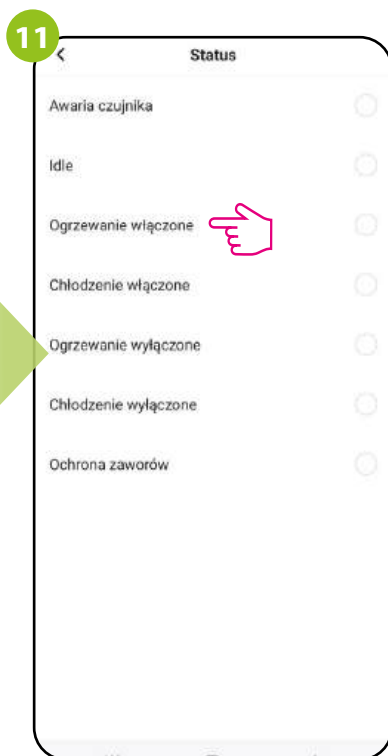 11
Status
Awaria czujnika
Idle
Ogrzewanie włączone
Chłodzenie włączone
Ogrzewanie wyłączone
Chłodzenie wyłączone
Ochrona zaworów